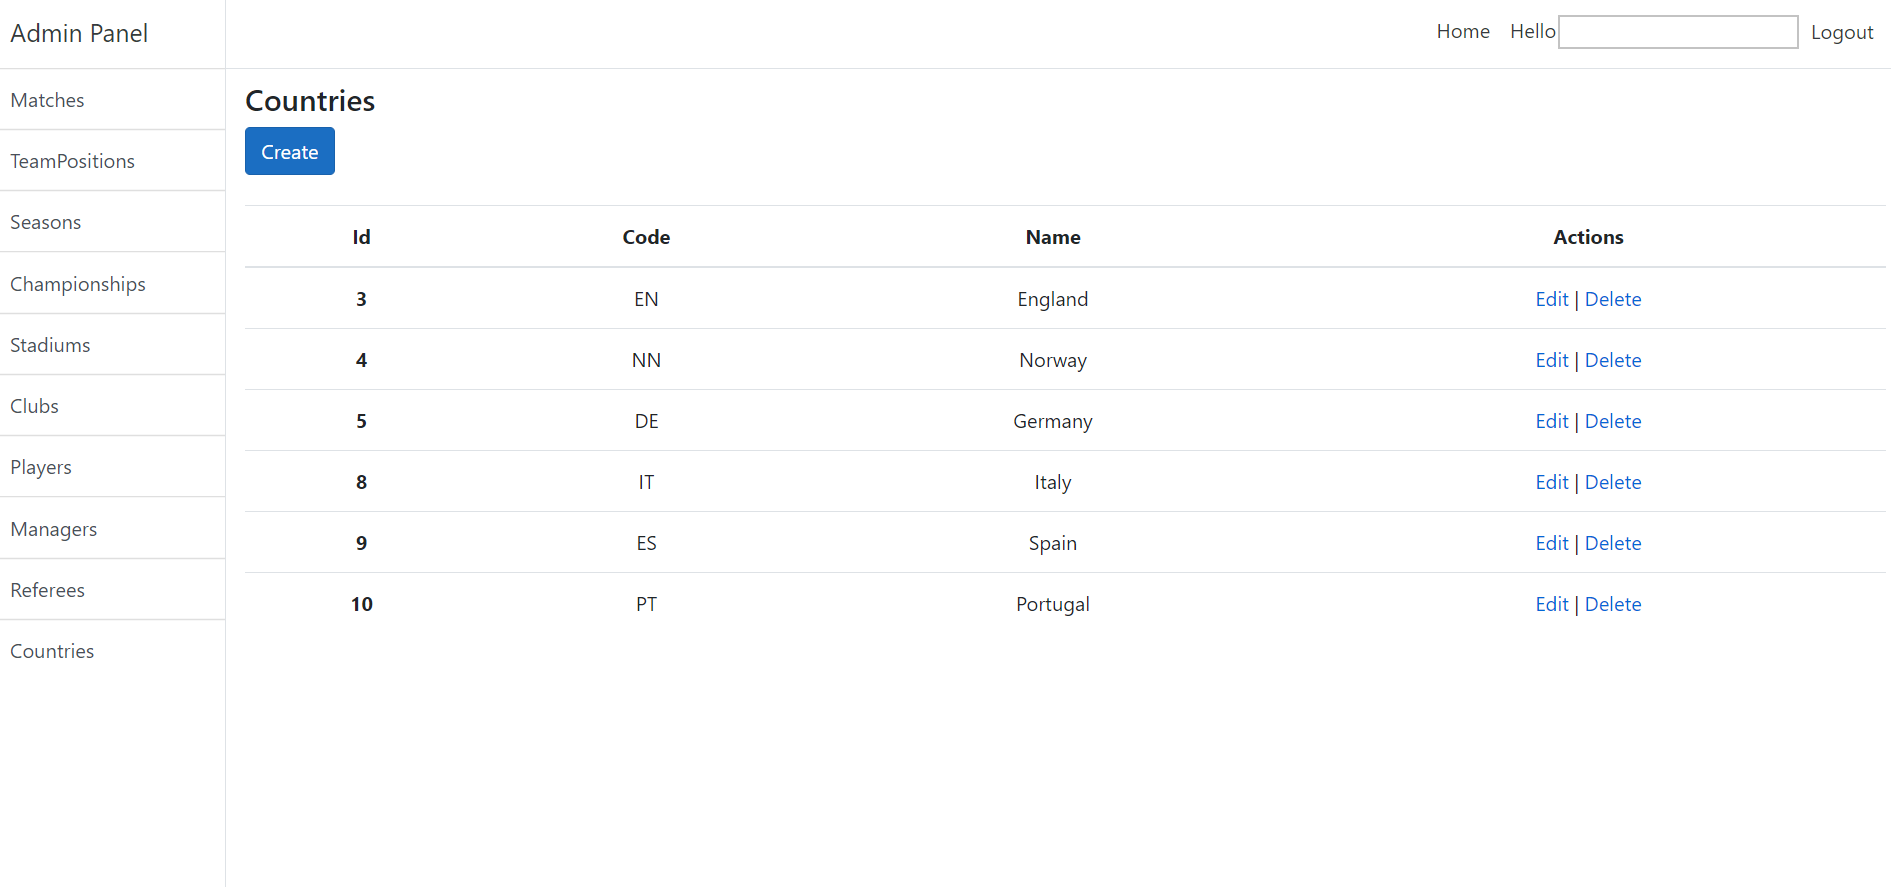 Admin Panel
Home Hello Logout
Matches
TeamPositions
Seasons
Championships
Stadiums
Clubs
Players
Managers
Referees
Countries
Countries
Create
Id Code Name Actions
3 EN England Edit | Delete
4 NN Norway Edit | Delete
5 DE Germany Edit | Delete
8 IT Italy Edit | Delete
9 ES Spain Edit | Delete
10 PT Portugal Edit | Delete